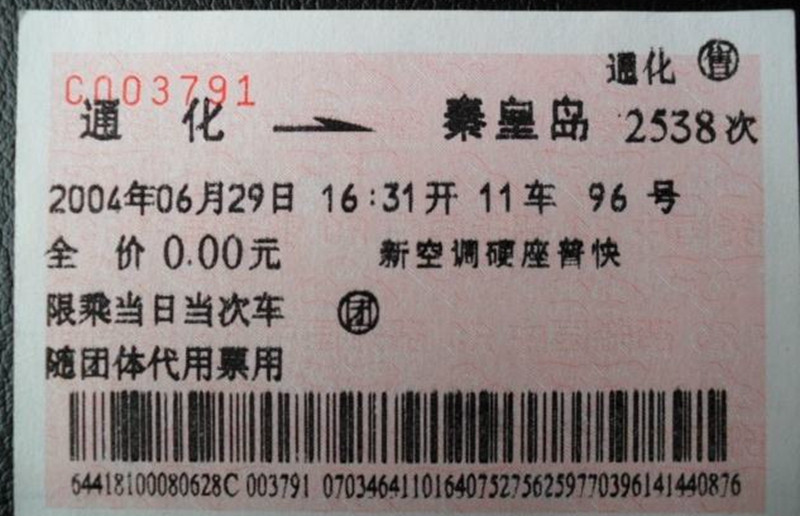 C003791
通化 售
通化 秦皇岛 2538次
2004年06月29日 16:31开 11车 96号
全价0.00元 新空调硬座普快
限乘当日当次车 团
随团体代用票用
64418100080628C 003791 070346411016407527562597703961414408​76